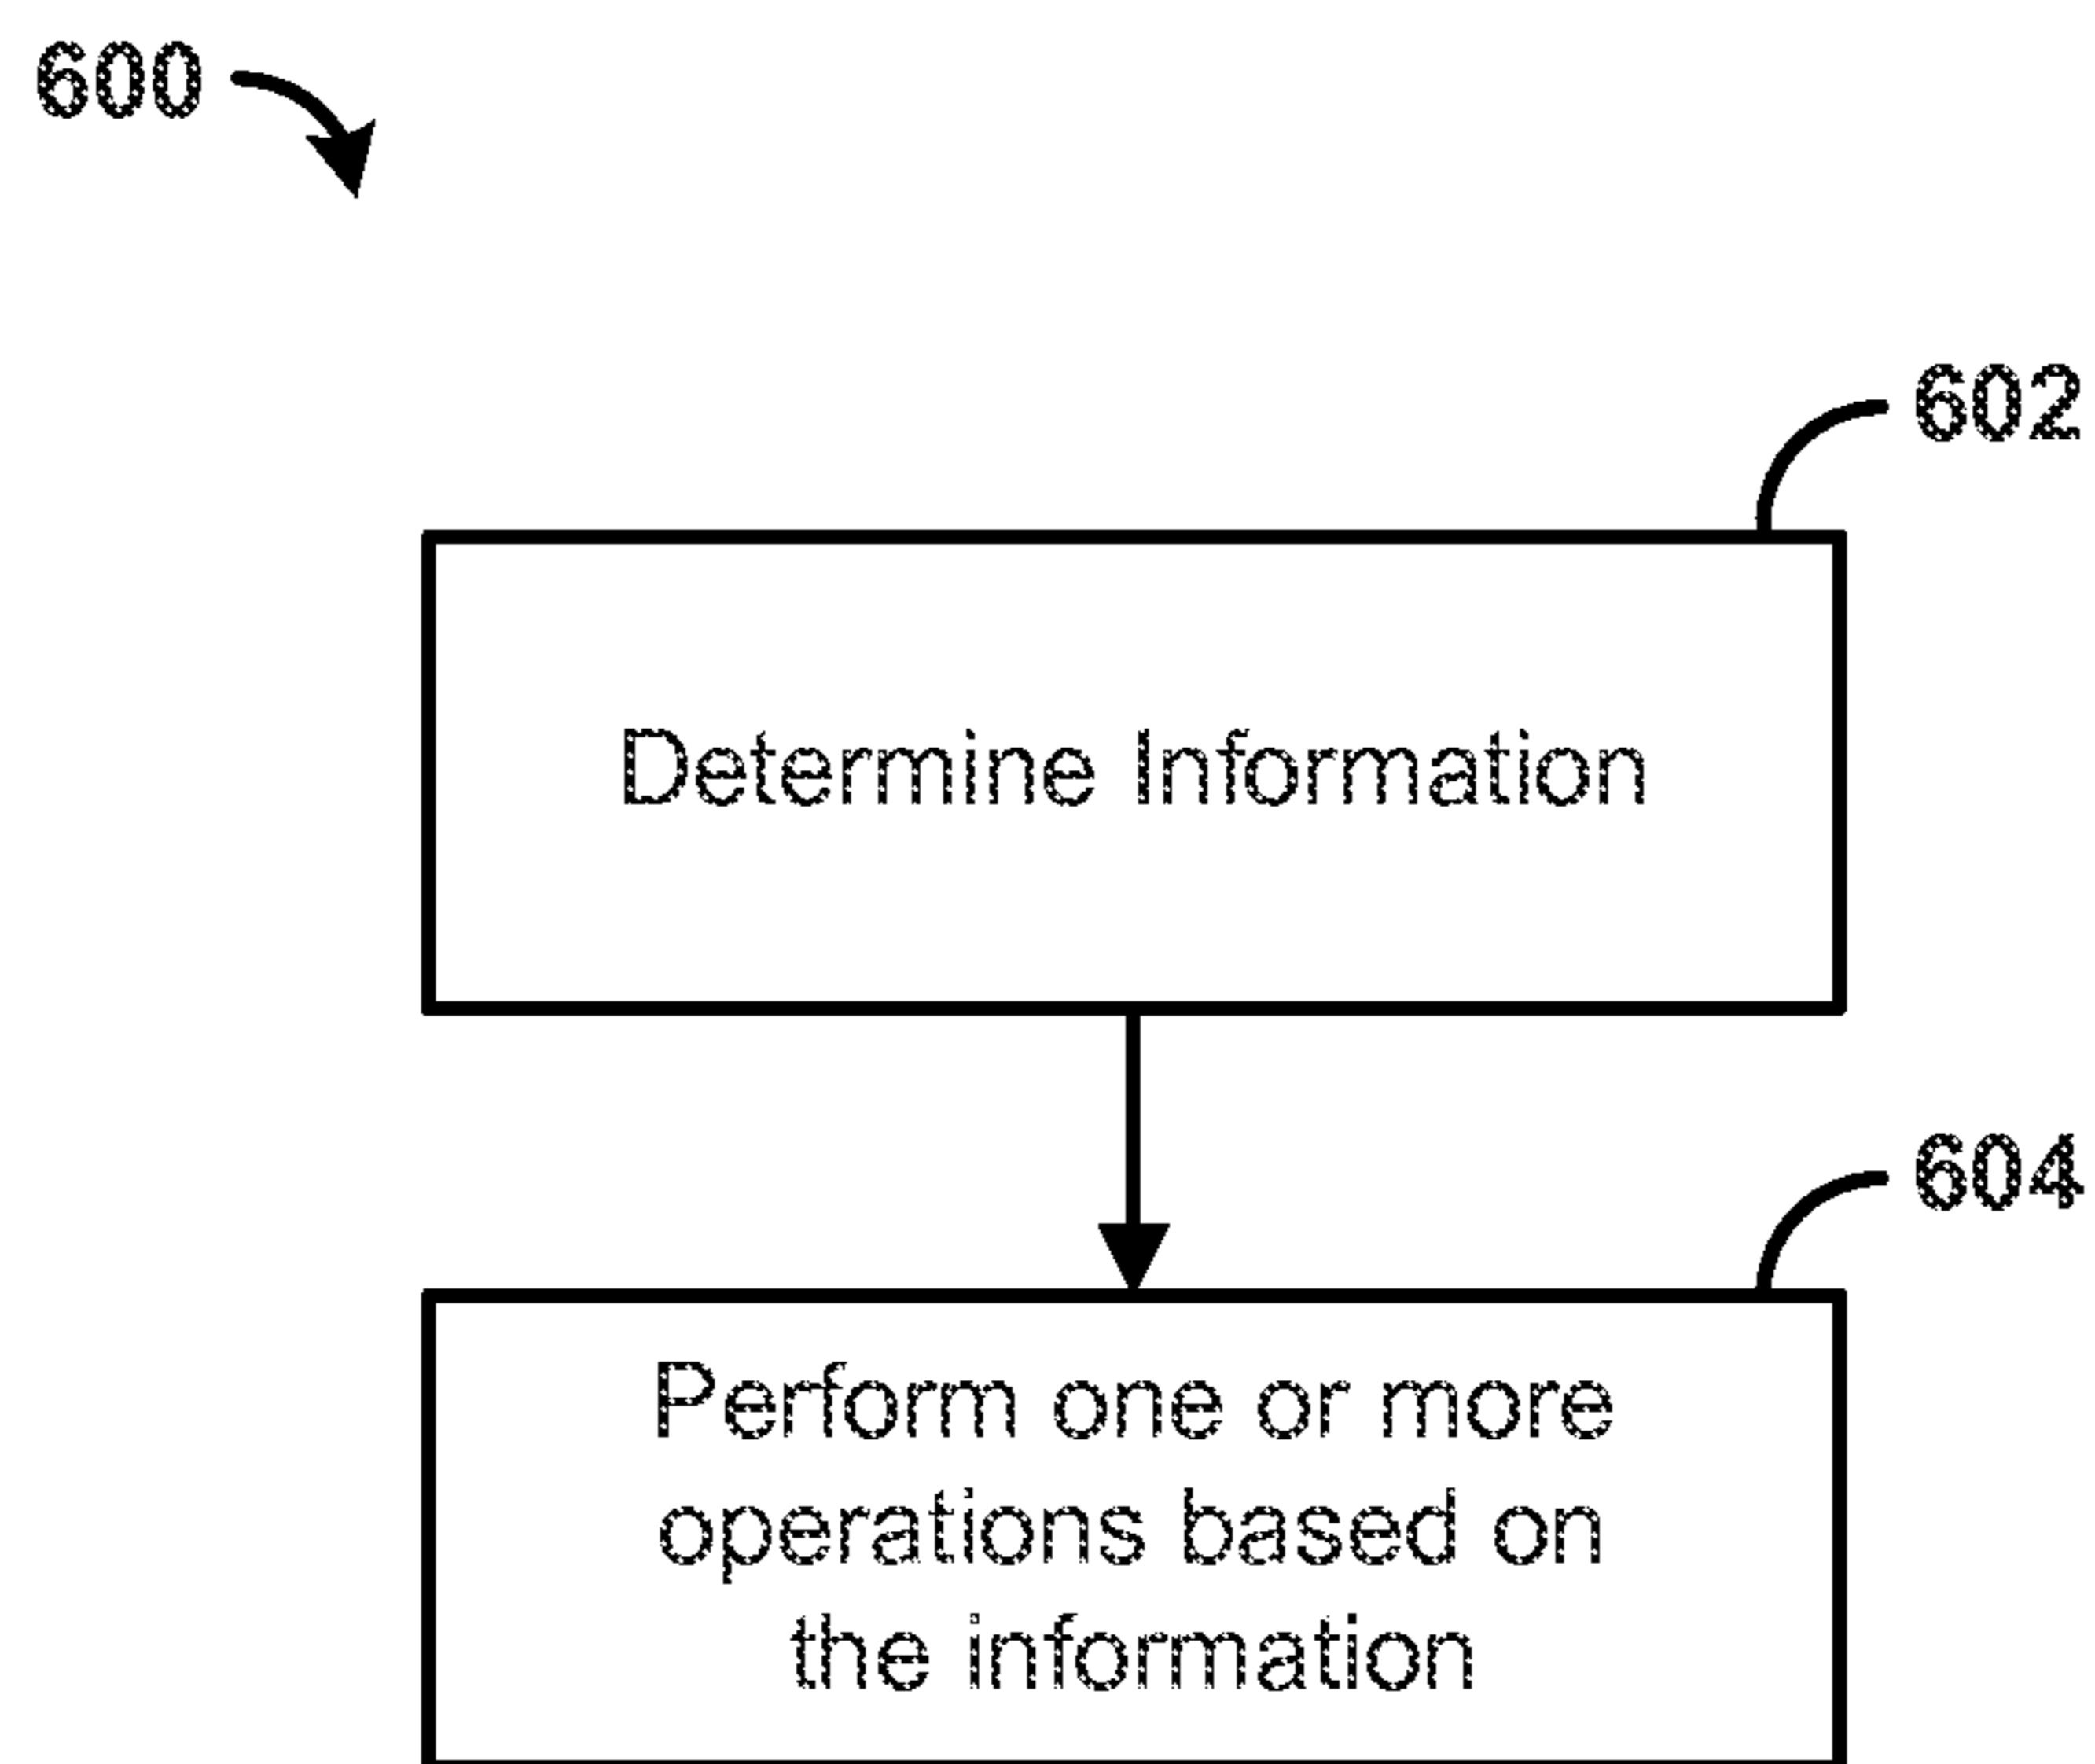 600
602
Determine Information
604
Perform one or more
operations based on
the information